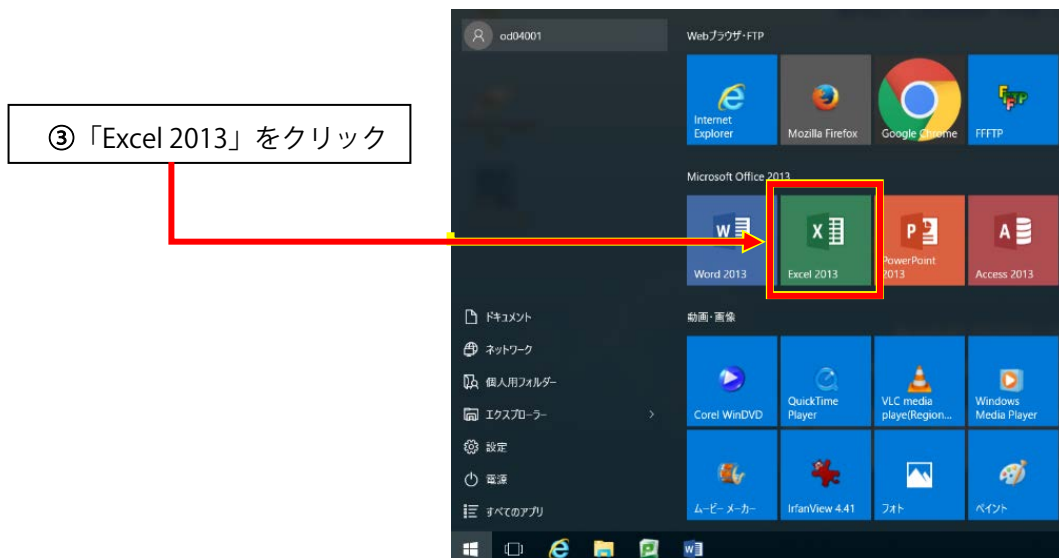 ③「Excel 2013」をクリック
od04001
ドキュメント
ネットワーク
個人用フォルダー
エクスプローラー
設定
電源
すべてのアプリ
Webブラウザ・FTP
Internet
Explorer
Mozilla Firefox
Google Chrome
FFFTP
Microsoft Office 2013
Word 2013
Excel 2013
PowerPoint
2013
Access 2013
動画・画像
Corel WinDVD
QuickTime
Player
VLC media
playe(Region...
Windows
Media Player
ムービー メーカー
IrfanView 4.41
フォト
ペイント